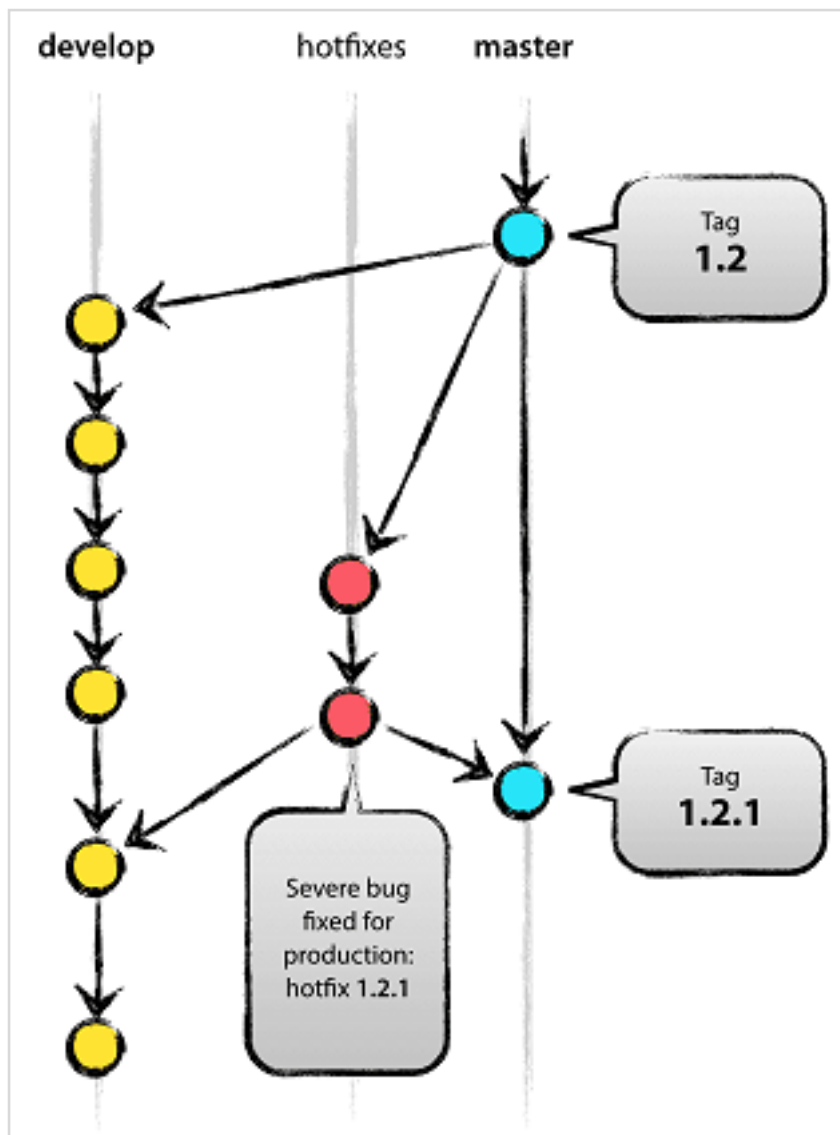 develop hotfixes master
Tag
1.2
Tag
1.2.1
Severe bug
fixed for
production:
hotfix 1.2.1